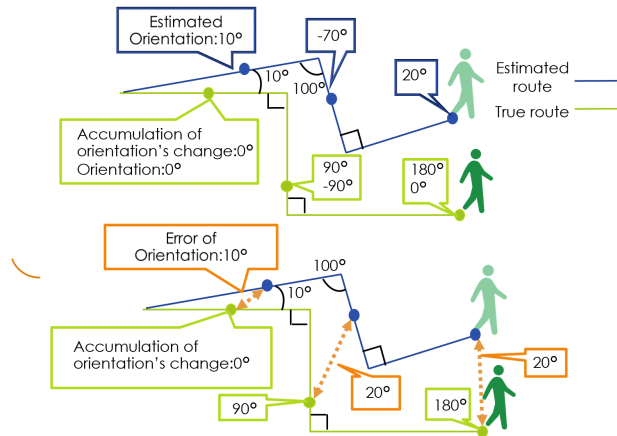 Estimated
Orientation:10°
-70°
10°
100°
20°
Estimated
route
True route
Accumulation of
orientation's change:0°
Orientation:0°
90°
-90°
180°
0°
Error of
Orientation:10°
100°
10°
Accumulation of
orientation's change:0°
20°
20°
90°
180°